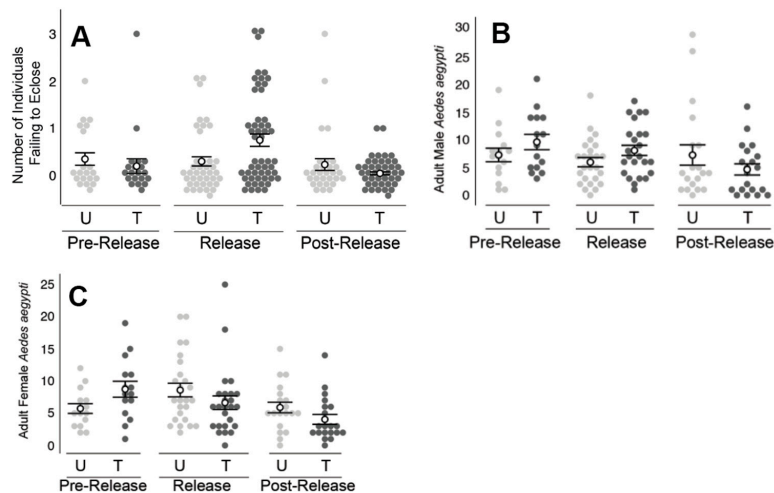 A
Number of Individuals
Failing to Eclose
3
2
1
0
U T U T U T
Pre-Release Release Post-Release
B
Adult Male Aedes aegypti
30
25
20
15
10
5
0
U T U T U T
Pre-Release Release Post-Release
C
Adult Female Aedes aegypti
25
20
15
10
5
0
U T U T U T
Pre-Release Release Post-Release